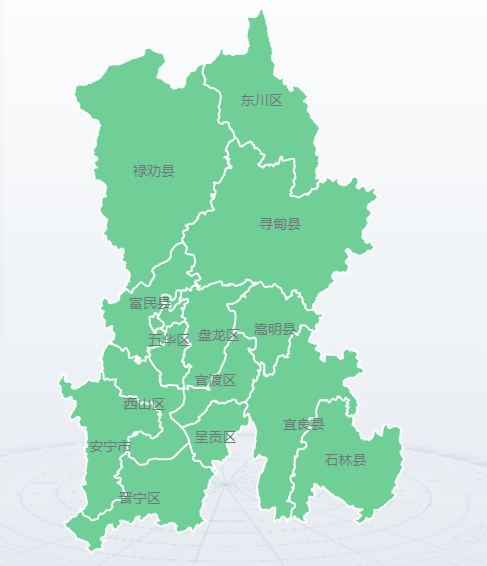 东川区
禄劝县
寻甸县
富民县
嵩明县
盘龙区
五华区
官渡区
西山区
宜良县
呈贡区
安宁市
石林县
晋宁区